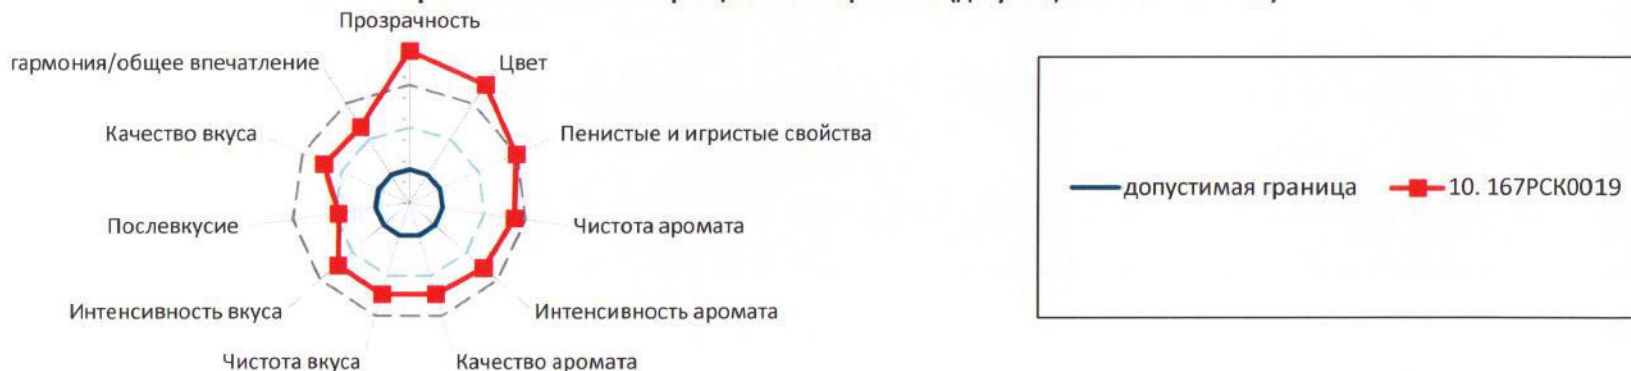 Прозрачность
гармония/общее впечатление
Цвет
Качество вкуса
Пенистые и игристые свойства
Послевкусие
Чистота аромата
Интенсивность вкуса
Интенсивность аромата
Чистота вкуса
Качество аромата
допустимая граница
10. 167РСК0019